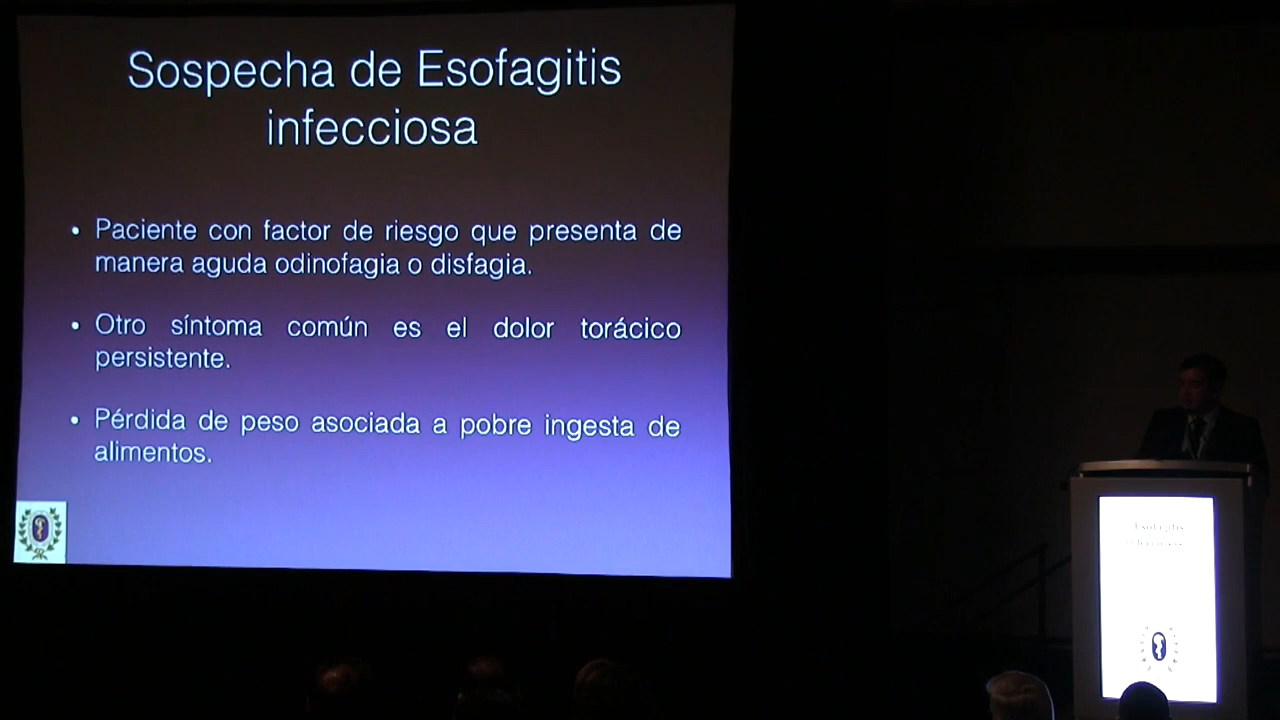 Sospecha de Esofagitis
infecciosa
• Paciente con factor de riesgo que presenta de
manera aguda odinofagia o disfagia.
• Otro síntoma común es el dolor torácico
persistente.
• Pérdida de peso asociada a pobre ingesta de
alimentos.
Esofagitis